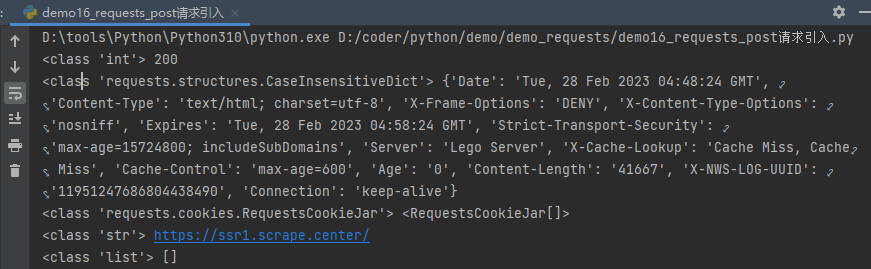 demo16_requests_post请求引入
D:\tools\Python\Python310\python.exe D:/coder/python/demo/demo_requests/demo16_requests_post请求引入.py
<class 'int'> 200
<class 'requests.structures.CaseInsensitiveDict'> {'Date': 'Tue, 28 Feb 2023 04:48:24 GMT',
'Content-Type': 'text/html; charset=utf-8', 'X-Frame-Options': 'DENY', 'X-Content-Type-Options':
'nosniff', 'Expires': 'Tue, 28 Feb 2023 04:58:24 GMT', 'Strict-Transport-Security':
'max-age=15724800; includeSubDomains', 'Server': 'Lego Server', 'X-Cache-Lookup': 'Cache Miss, Cache
Miss', 'Cache-Control': 'max-age=600', 'Age': '0', 'Content-Length': '41667', 'X-NWS-LOG-UUID':
'11951247686804438490', 'Connection': 'keep-alive'}
<class 'requests.cookies.RequestsCookieJar'> <RequestsCookieJar[]>
<class 'str'> https://ssr1.scrape.center/
<class 'list'> []